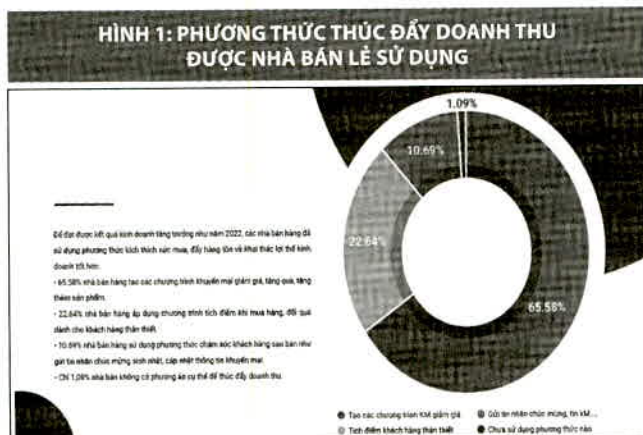 HÌNH 1: PHƯƠNG THỨC THÚC ĐẨY DOANH THU
ĐƯỢC NHÀ BÁN LẺ SỬ DỤNG
1.09%
10.69%
22.64%
65.58%
Để đạt được kết quả kinh doanh tăng trưởng như năm 2022, các nhà bán hàng đã
sử dụng phương thức kích thích sức mua, đẩy hàng tồn và khai thác lợi thế kinh
doanh tốt hơn:
- 65.58% nhà bán hàng tạo các chương trình khuyến mại giảm giá, tặng quà, tặng
thêm sản phẩm.
- 22.64% nhà bán hàng áp dụng chương trình tích điểm khi mua hàng, đổi quà
dành cho khách hàng thân thiết.
- 10.69% nhà bán hàng sử dụng phương thức chăm sóc khách hàng sau bán như
gửi tin nhắn chúc mừng sinh nhật, cập nhật thông tin khuyến mại.
- Chỉ 1,09% nhà bán không có phương án cụ thể để thúc đẩy doanh thu.
Tạo các chương trình KM giảm giá
Gửi tin nhắn chúc mừng, tin KM...
Tích điểm khách hàng thân thiết
Chưa sử dụng phương thức nào